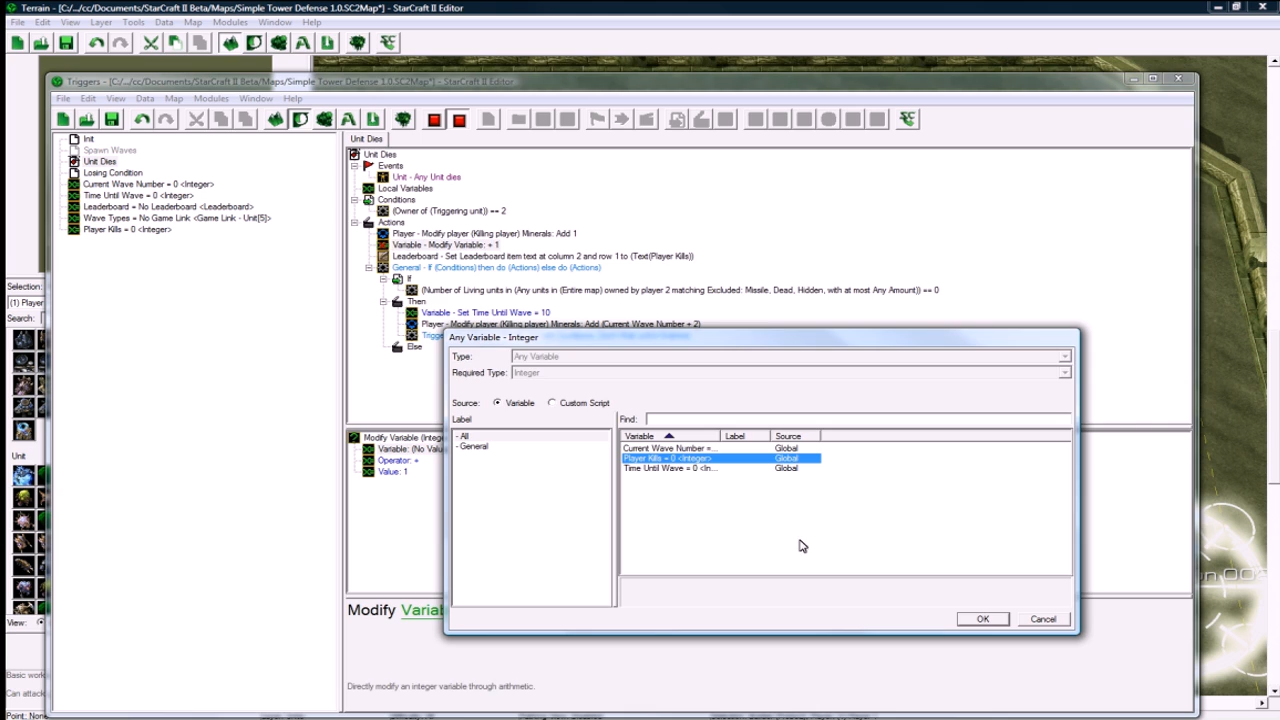 Terrain - [C:/.../cc/Documents/StarCraft II Beta/Maps/Simple Tower Defense 1.0.SC2Map*] - StarCraft II Editor
File Edit View Layer Tools Data Map Modules Window Help
Triggers - [C:/.../cc/Documents/StarCraft II Beta/Maps/Simple Tower Defense 1.0.SC2Map*] - StarCraft II Editor
File Edit View Data Map Modules Window Help
Init
Spawn Waves
Unit Dies
Losing Condition
Current Wave Number = 0 <Integer>
Time Until Wave = 0 <Integer>
Leaderboard = No Leaderboard <Leaderboard>
Wave Types = No Game Link <Game Link - Unit[5]>
Player Kills = 0 <Integer>
Unit Dies
Unit Dies
Events
Unit - Any Unit dies
Local Variables
Conditions
(Owner of (Triggering unit)) == 2
Actions
Player - Modify player (Killing player) Minerals: Add 1
Variable - Modify Variable: + 1
Leaderboard - Set Leaderboard item text at column 2 and row 1 to (Text(Player Kills))
General - If (Conditions) then do (Actions) else do (Actions)
If
(Number of Living units in (Any units in (Entire map) owned by player 2 matching Excluded: Missile, Dead, Hidden, with at most Any Amount)) == 0
Then
Variable - Set Time Until Wave = 10
Player - Modify player (Killing player) Minerals: Add (Current Wave Number + 2)
Else
Selection:
(1) Player
Search:
Unit
View:
Basic work
Can attack
Point: None
Modify Variable (Intege
Variable: (No Value
Operator: +
Value: 1
Modify Variab
Directly modify an integer variable through arithmetic.
Any Variable - Integer
Type: Any Variable
Required Type: Integer
Source: Variable Custom Script
Label
- All
- General
Find:
Variable Label Source
Current Wave Number =... Global
Player Kills = 0 <Integer> Global
Time Until Wave = 0 <In... Global
OK Cancel